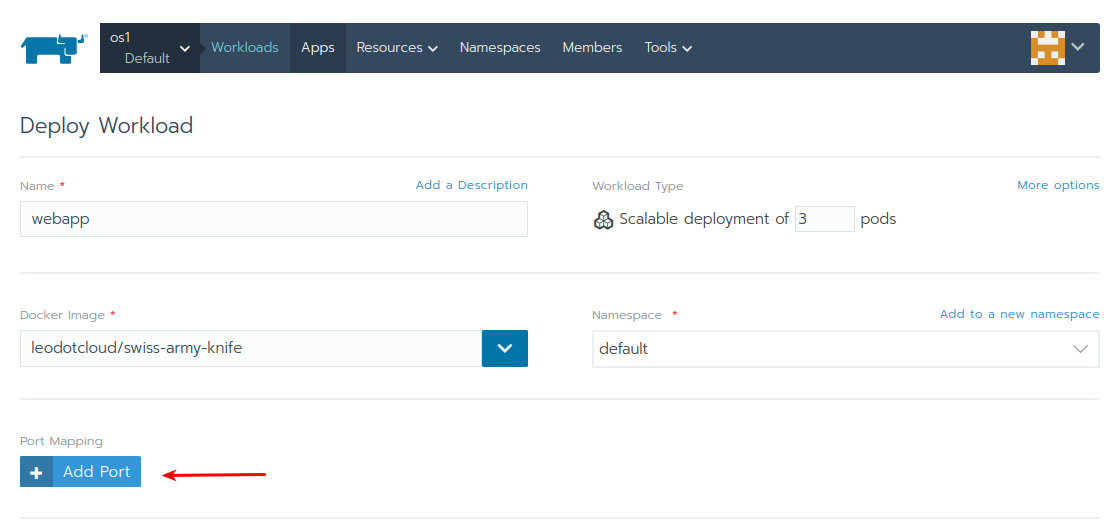 os1
Default
Workloads Apps Resources Namespaces Members Tools
Deploy Workload
Name * Add a Description
webapp
Workload Type More options
Scalable deployment of 3 pods
Docker Image *
leodotcloud/swiss-army-knife
Namespace * Add to a new namespace
default
Port Mapping
+ Add Port